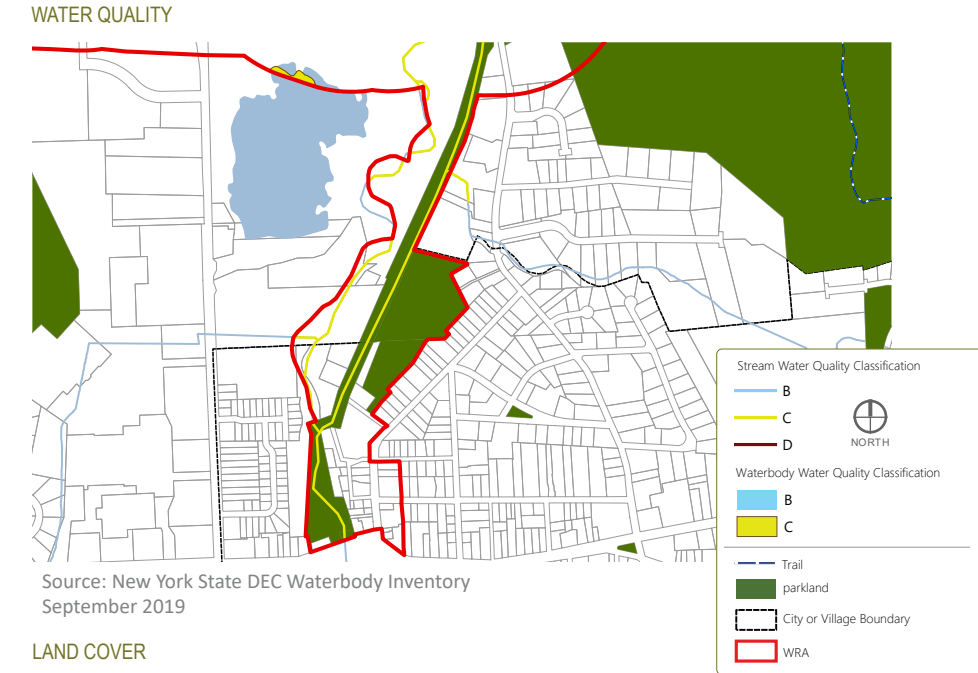 WATER QUALITY
Stream Water Quality Classification
B
C
D
NORTH
Waterbody Water Quality Classification
B
C
Trail
parkland
City or Village Boundary
WRA
Source: New York State DEC Waterbody Inventory
September 2019
LAND COVER